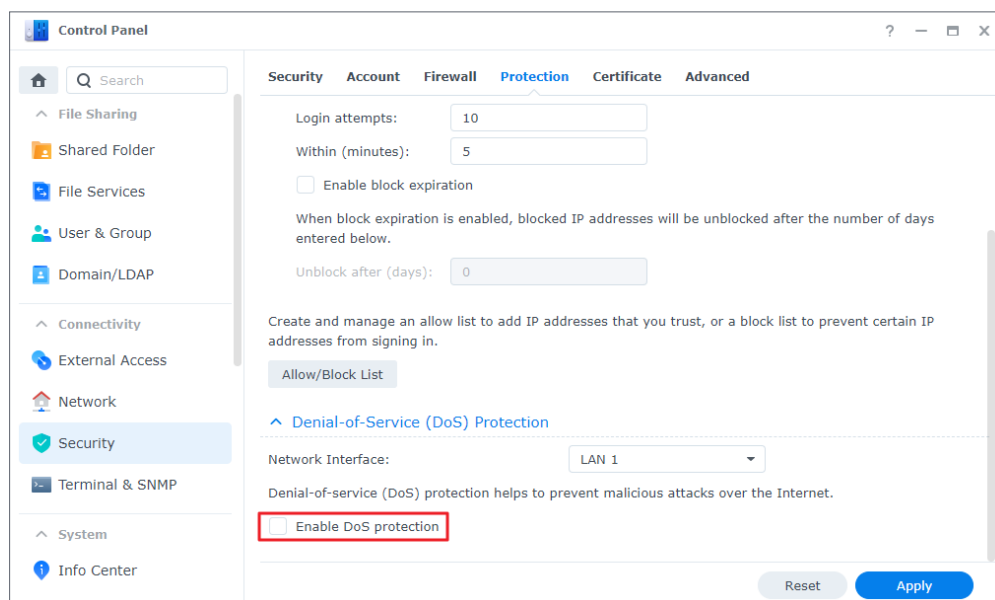 Control Panel
?
Search
File Sharing
Shared Folder
File Services
User & Group
Domain/LDAP
Connectivity
External Access
Network
Security
Terminal & SNMP
System
Info Center
Security Account Firewall Protection Certificate Advanced
Login attempts: 10
Within (minutes): 5
Enable block expiration
When block expiration is enabled, blocked IP addresses will be unblocked after the number of days
entered below.
Unblock after (days): 0
Create and manage an allow list to add IP addresses that you trust, or a block list to prevent certain IP
addresses from signing in.
Allow/Block List
Denial-of-Service (DoS) Protection
Network Interface: LAN 1
Denial-of-service (DoS) protection helps to prevent malicious attacks over the Internet.
Enable DoS protection
Reset Apply